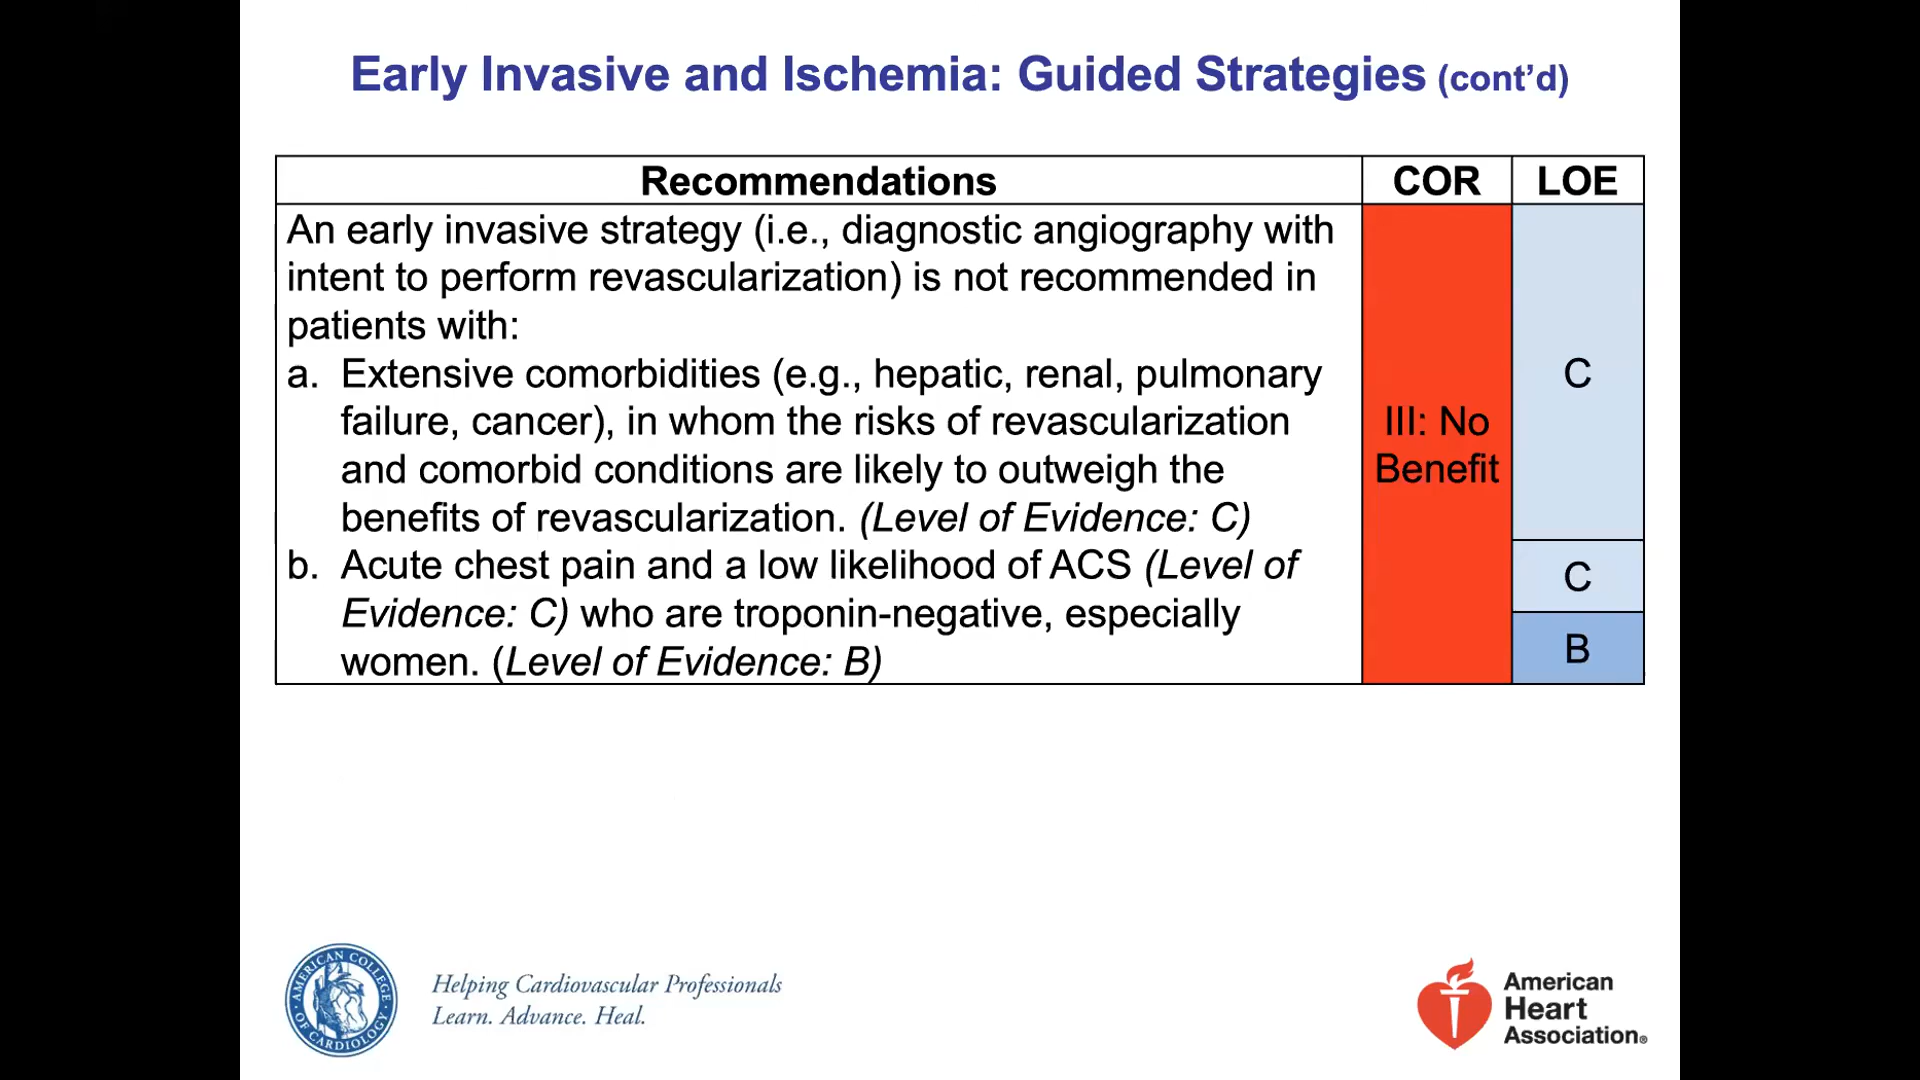 Early Invasive and Ischemia: Guided Strategies (cont’d)
Recommendations COR LOE
An early invasive strategy (i.e., diagnostic angiography with
intent to perform revascularization) is not recommended in
patients with:
a. Extensive comorbidities (e.g., hepatic, renal, pulmonary
failure, cancer), in whom the risks of revascularization
and comorbid conditions are likely to outweigh the
benefits of revascularization. (Level of Evidence: C)
b. Acute chest pain and a low likelihood of ACS (Level of
Evidence: C) who are troponin-negative, especially
women. (Level of Evidence: B)
III: No
Benefit
C
C
B
AMERICAN COLLEGE OF CARDIOLOGY
Helping Cardiovascular Professionals
Learn. Advance. Heal.
American
Heart
Association®